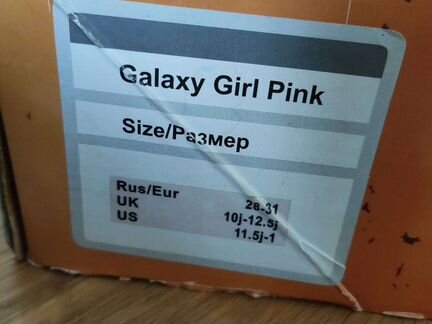 Galaxy Girl Pink
Size/Размер
Rus/Eur 28-31
UK 10j-12.5j
US 11.5j-1